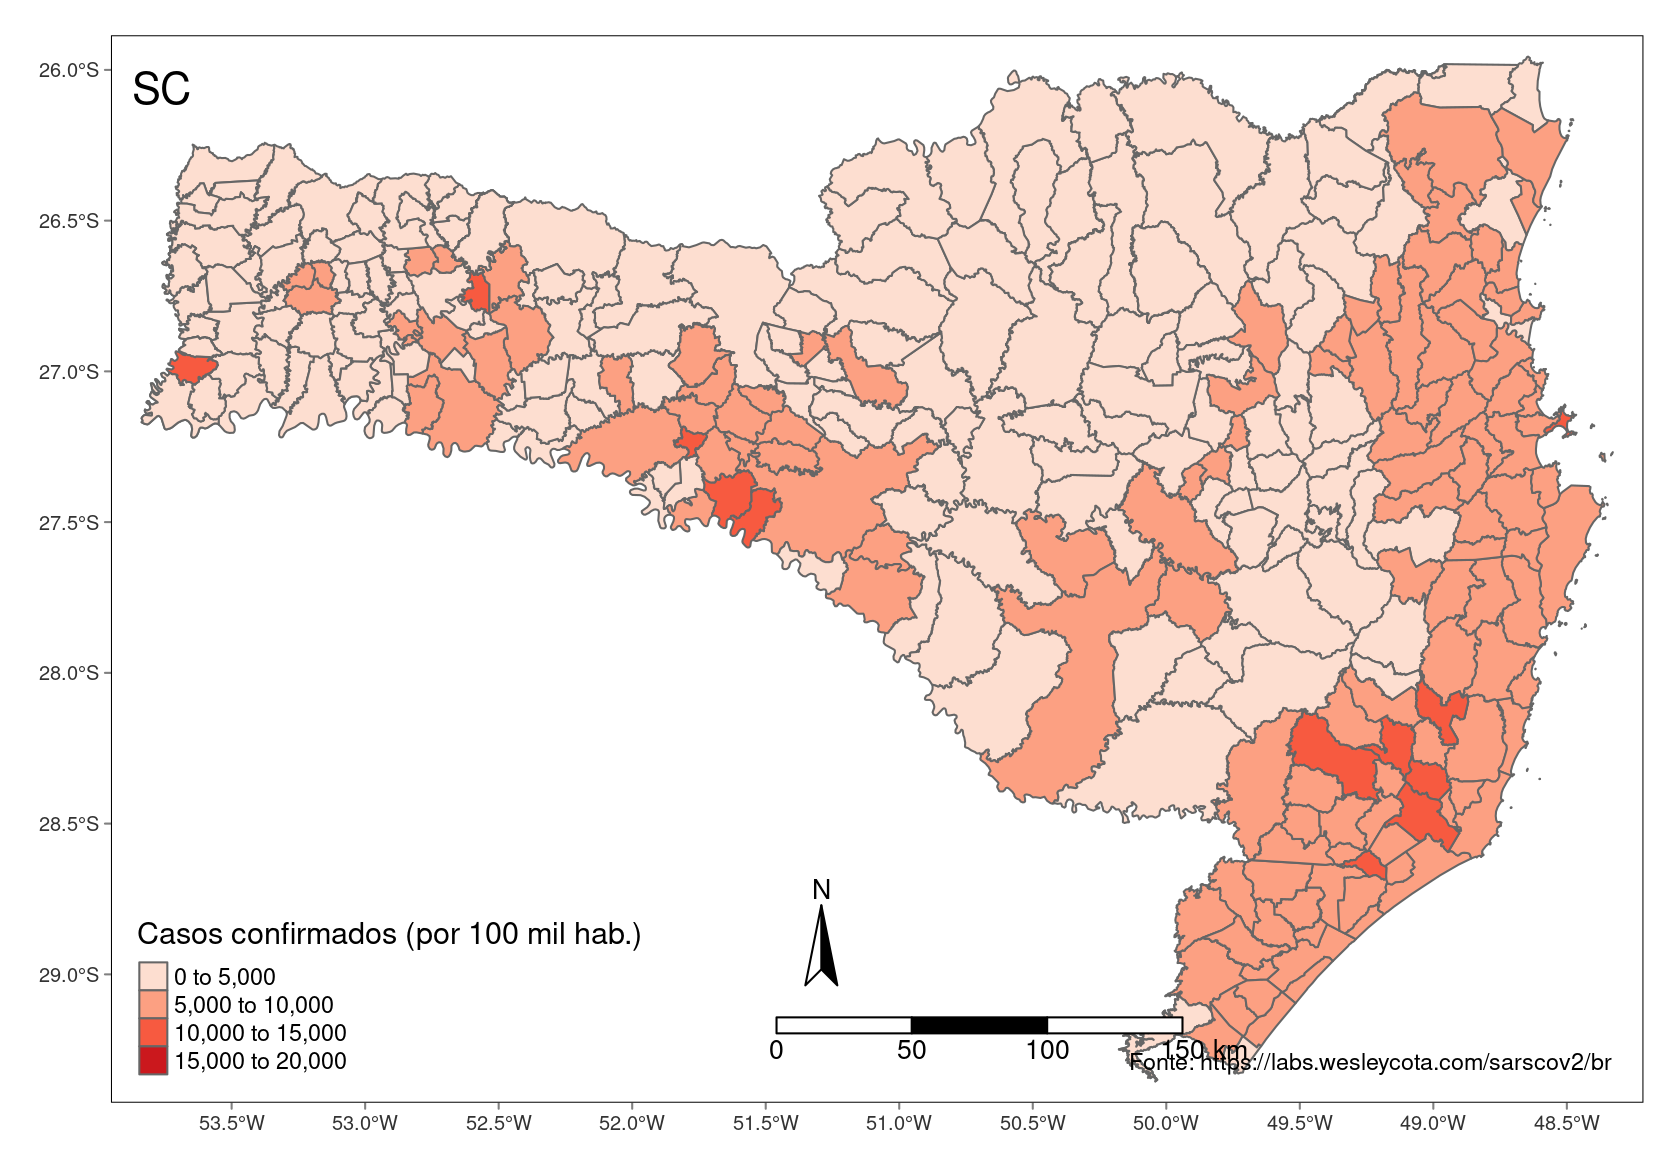 SC
26.0°S
26.5°S
27.0°S
27.5°S
28.0°S
28.5°S
29.0°S
N
Casos confirmados (por 100 mil hab.)
0 to 5,000
5,000 to 10,000
10,000 to 15,000
15,000 to 20,000
0 50 100 150 km
Fonte: https://labs.wesleycota.com/sarscov2/br
53.5°W 53.0°W 52.5°W 52.0°W 51.5°W 51.0°W 50.5°W 50.0°W 49.5°W 49.0°W 48.5°W